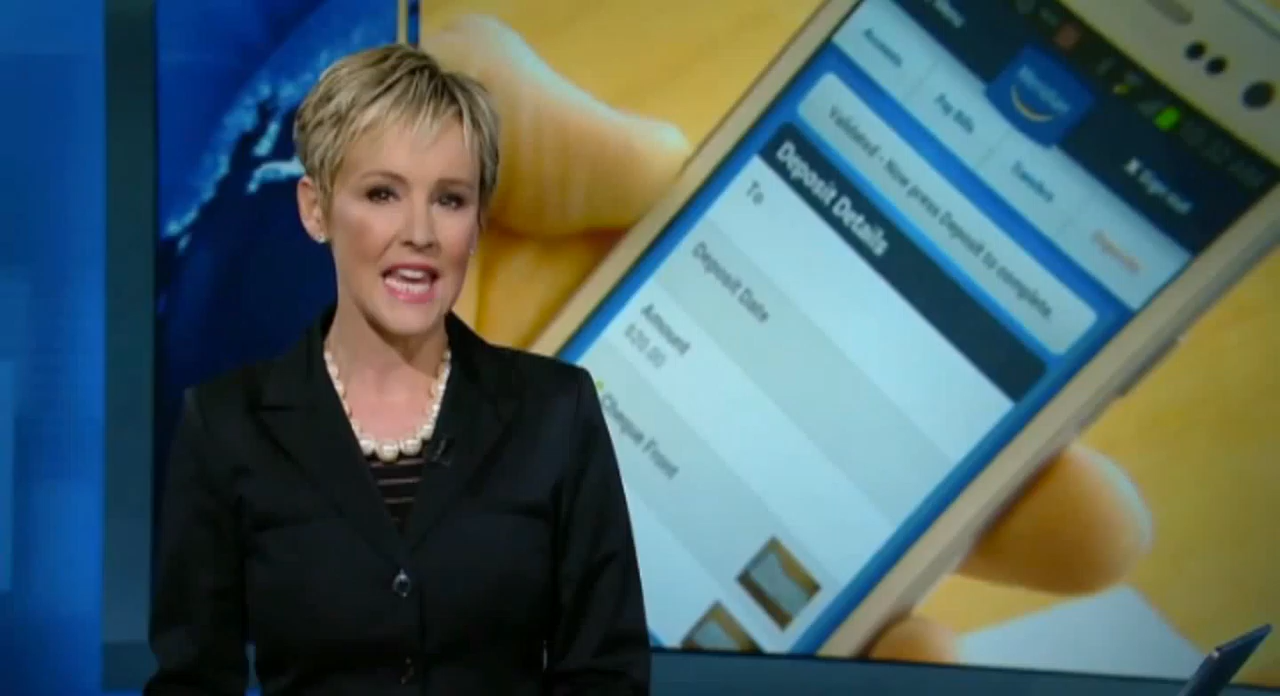 Accounts
Pay Bills
Transfers
Deposits
X Sign out
Validated - Now press Deposit to complete.
Deposit Details
To
Deposit Date
Amount
$20.00
Cheque Front